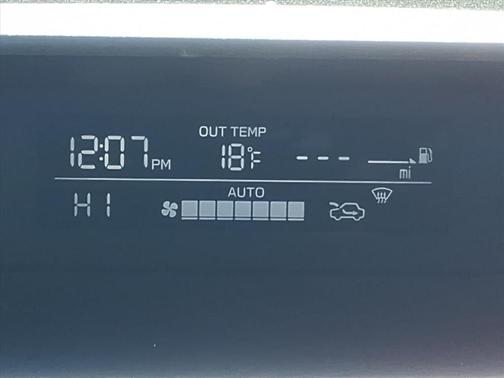 OUT TEMP
12:07 PM 18°F --- mi
AUTO
HI